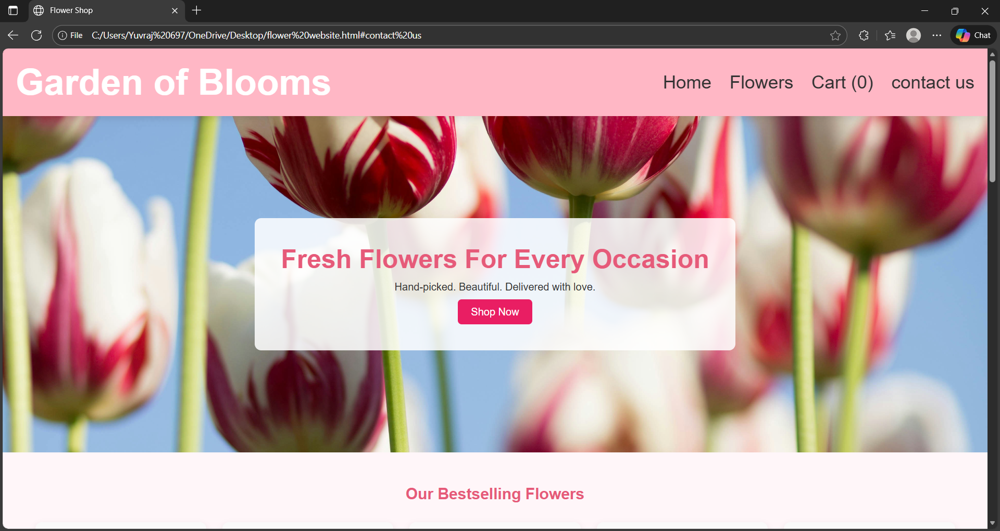 Flower Shop
File C:/Users/Yuvraj%20697/OneDrive/Desktop/flower%20website.html#contact%20us
Chat
Garden of Blooms
Home Flowers Cart (0) contact us
Fresh Flowers For Every Occasion
Hand-picked. Beautiful. Delivered with love.
Shop Now
Our Bestselling Flowers